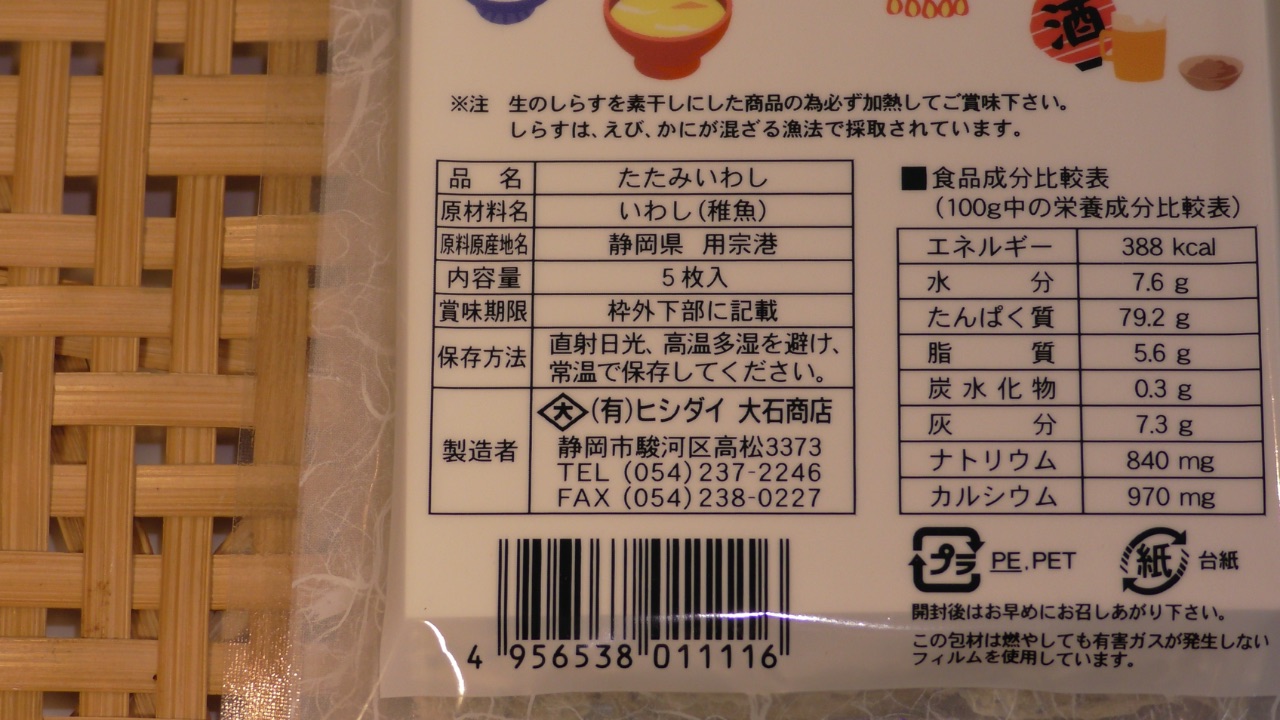 酒
※注 生のしらすを素干しにした商品の為必ず加熱してご賞味下さい。
しらすは、えび、かにが混ざる漁法で採取されています。
品名 たたみいわし
原材料名 いわし(稚魚)
原料原産地名 静岡県 用宗港
内容量 5枚入
賞味期限 枠外下部に記載
保存方法 直射日光、高温多湿を避け、
常温で保存してください。
製造者 大 (有)ヒシダイ 大石商店
静岡市駿河区高松3373
TEL (054)237-2246
FAX (054)238-0227
■食品成分比較表
(100g中の栄養成分比較表)
エネルギー 388 kcal
水分 7.6 g
たんぱく質 79.2 g
脂質 5.6 g
炭水化物 0.3 g
灰分 7.3 g
ナトリウム 840 mg
カルシウム 970 mg
プラ PE,PET 紙 台紙
開封後はお早めにお召しあがり下さい。
この包材は燃やしても有害ガスが発生しない
フィルムを使用しています。
4 956538 011116